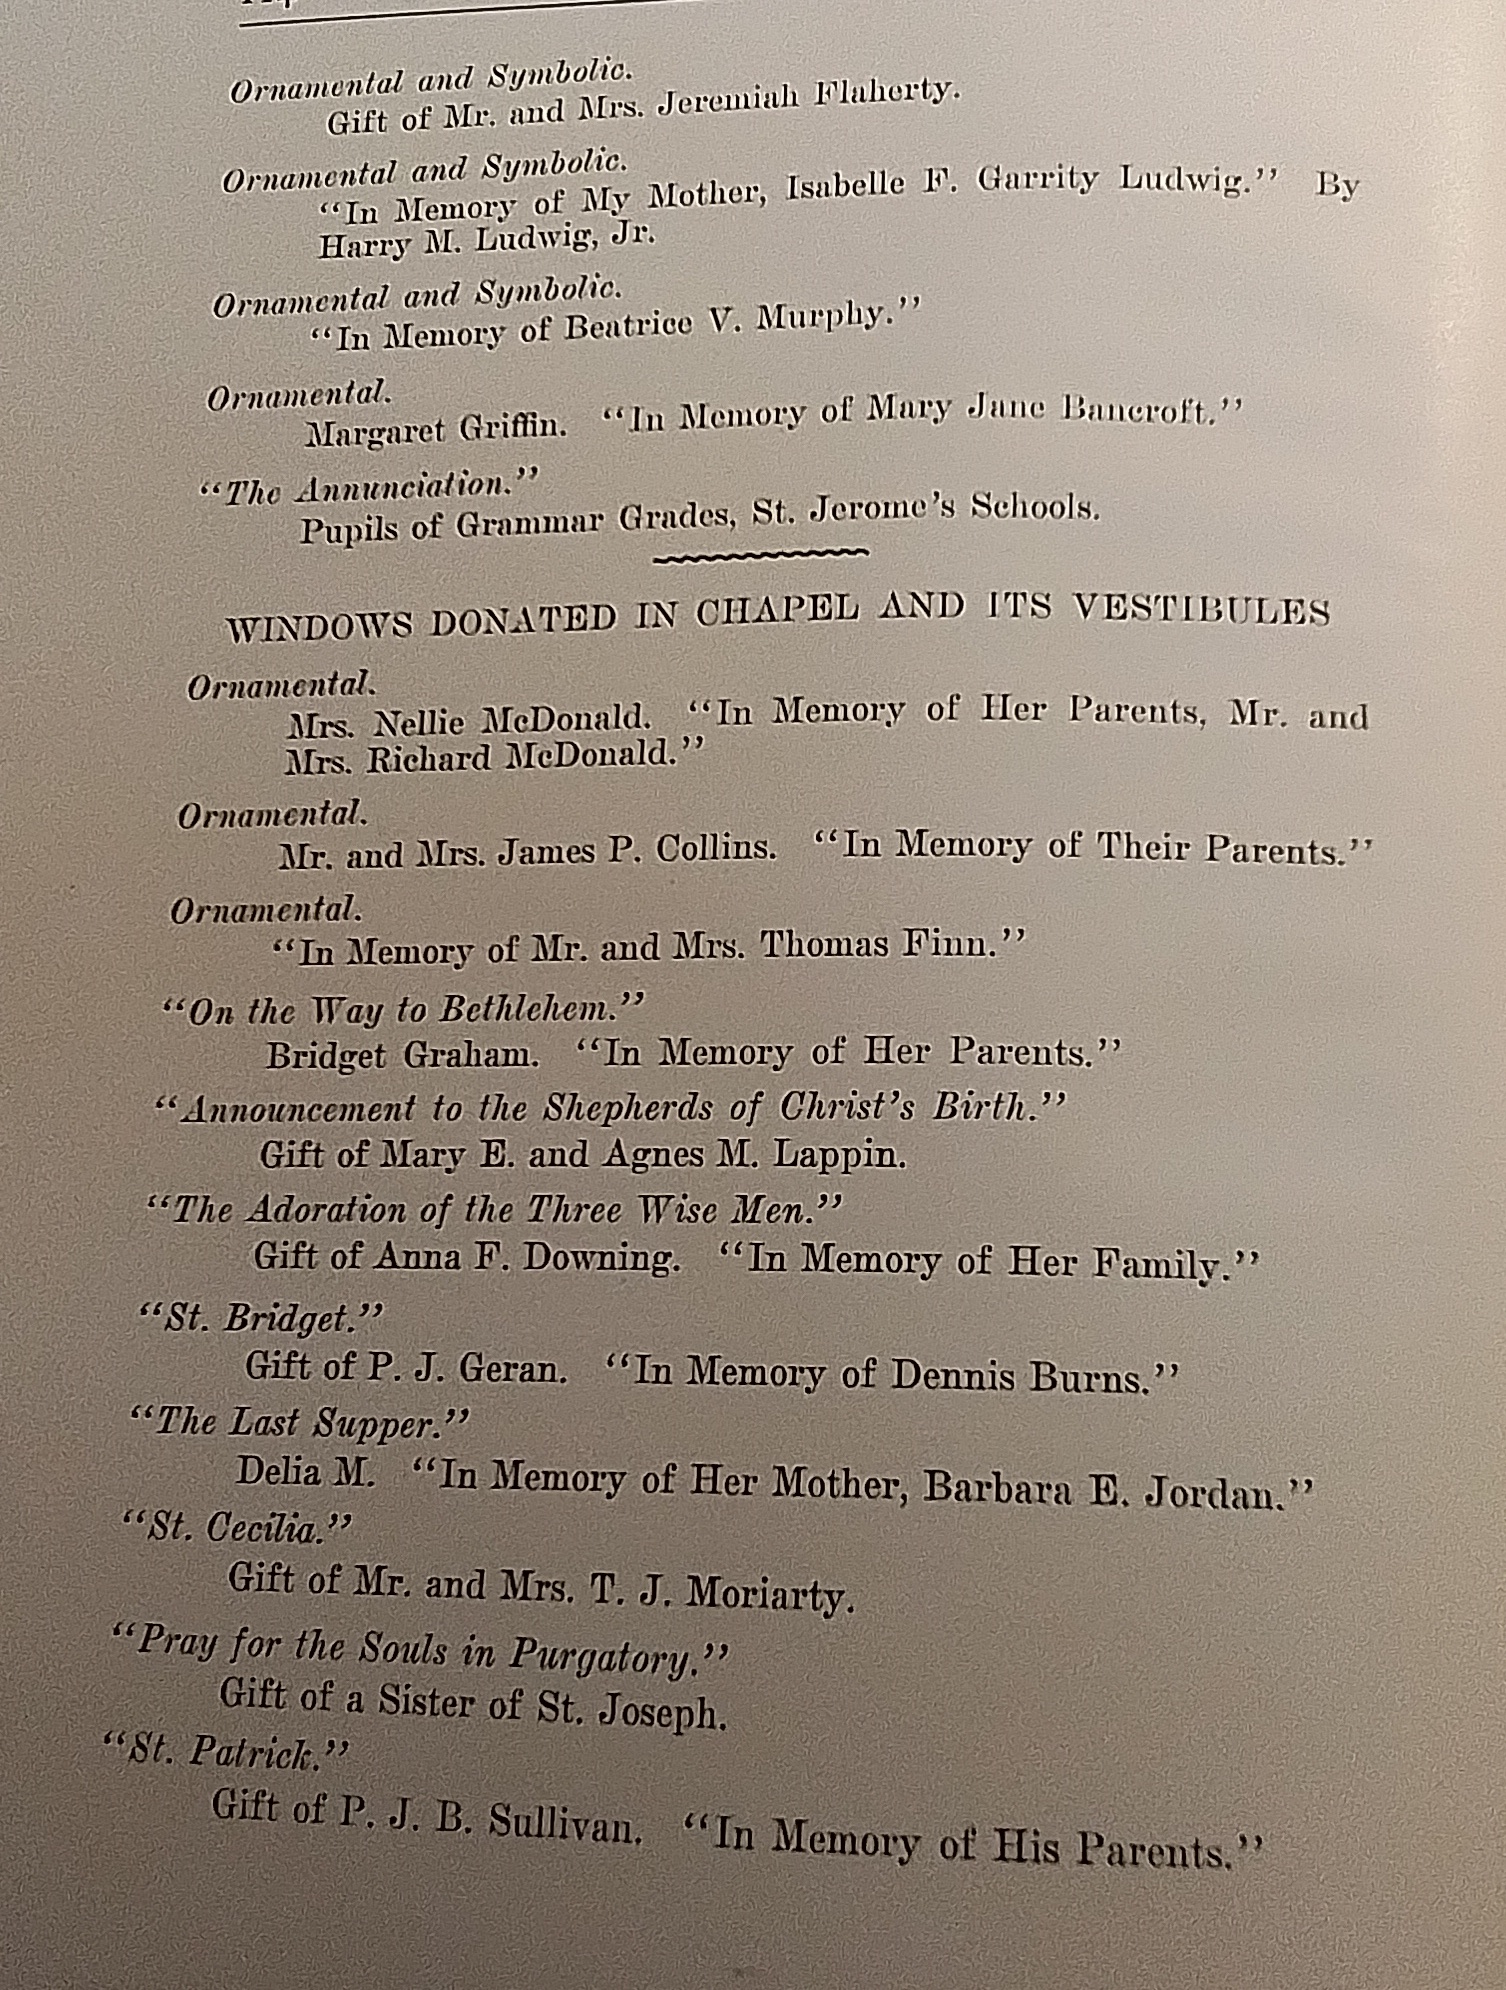 Ornamental and Symbolic.
Gift of Mr. and Mrs. Jeremiah Flaherty.
Ornamental and Symbolic.
“In Memory of My Mother, Isabelle F. Garrity Ludwig.” By
Harry M. Ludwig, Jr.
Ornamental and Symbolic.
“In Memory of Beatrice V. Murphy.”
Ornamental.
Margaret Griffin. “In Memory of Mary Jane Bancroft.”
“The Annunciation.”
Pupils of Grammar Grades, St. Jerome’s Schools.
WINDOWS DONATED IN CHAPEL AND ITS VESTIBULES
Ornamental.
Mrs. Nellie McDonald. “In Memory of Her Parents, Mr. and
Mrs. Richard McDonald.”
Ornamental.
Mr. and Mrs. James P. Collins. “In Memory of Their Parents.”
Ornamental.
“In Memory of Mr. and Mrs. Thomas Finn.”
“On the Way to Bethlehem.”
Bridget Graham. “In Memory of Her Parents.”
“Announcement to the Shepherds of Christ’s Birth.”
Gift of Mary E. and Agnes M. Lappin.
“The Adoration of the Three Wise Men.”
Gift of Anna F. Downing. “In Memory of Her Family.”
“St. Bridget.”
Gift of P. J. Geran. “In Memory of Dennis Burns.”
“The Last Supper.”
Delia M. “In Memory of Her Mother, Barbara E. Jordan.”
“St. Cecilia.”
Gift of Mr. and Mrs. T. J. Moriarty.
“Pray for the Souls in Purgatory.”
Gift of a Sister of St. Joseph.
“St. Patrick.”
Gift of P. J. B. Sullivan. “In Memory of His Parents.”